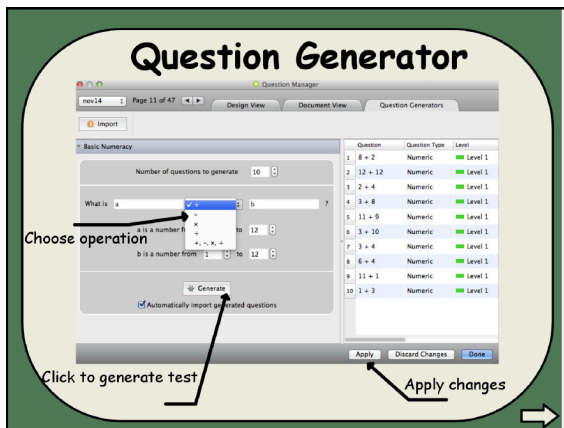 Question Generator
Question Manager
nov14 Page 11 of 47 Design View Document View Question Generators
Import
Basic Numeracy
Number of questions to generate 10
What is a + b ?
-
x
÷
+, -, x, ÷
Choose operation
a is a number to 12
b is a number from 1 to 12
Generate
Automatically import generated questions
Question Question Type Level
1 8 + 2 Numeric Level 1
2 12 + 12 Numeric Level 1
3 2 + 4 Numeric Level 1
4 3 + 8 Numeric Level 1
5 11 + 9 Numeric Level 1
6 3 + 10 Numeric Level 1
7 3 + 4 Numeric Level 1
8 6 + 4 Numeric Level 1
9 11 + 1 Numeric Level 1
10 1 + 3 Numeric Level 1
Apply Discard Changes Done
Click to generate test
Apply changes